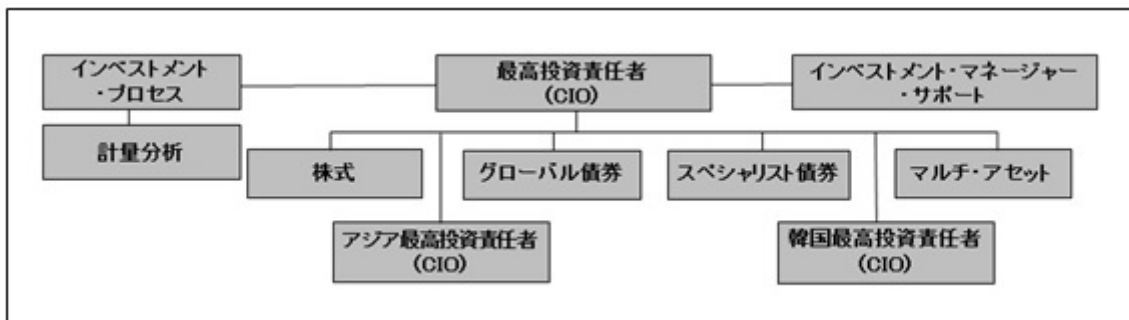 インベストメント
・プロセス
最高投資責任者
(CIO)
インベストメント・マネージャー
・サポート
計量分析
株式
グローバル債券
スペシャリスト債券
マルチ・アセット
アジア最高投資責任者
(CIO)
韓国最高投資責任者
(CIO)